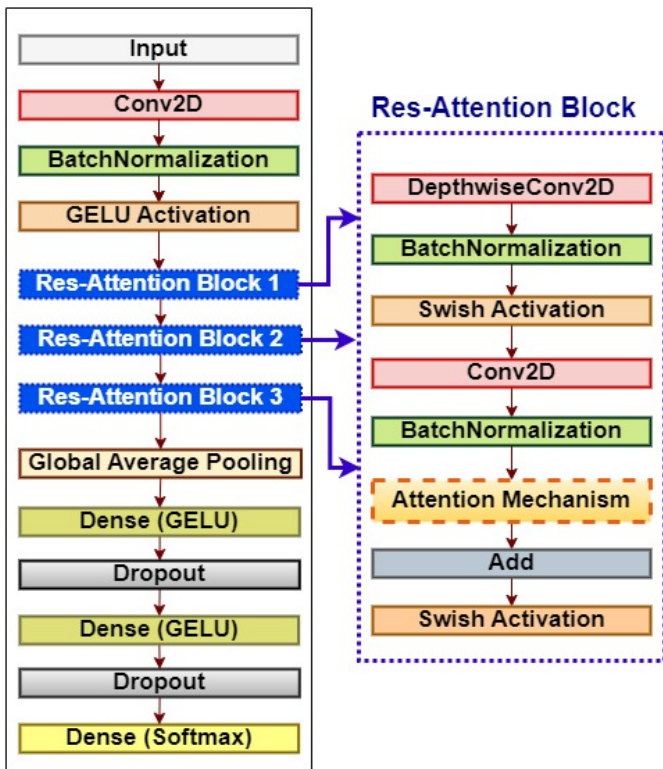 Input
Conv2D
BatchNormalization
GELU Activation
Res-Attention Block 1
Res-Attention Block 2
Res-Attention Block 3
Global Average Pooling
Dense (GELU)
Dropout
Dense (GELU)
Dropout
Dense (Softmax)
Res-Attention Block
DepthwiseConv2D
BatchNormalization
Swish Activation
Conv2D
BatchNormalization
Attention Mechanism
Add
Swish Activation